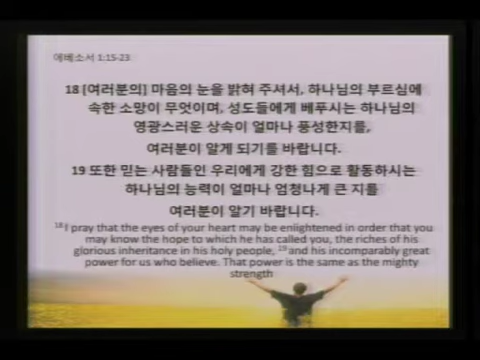 에베소서 1:15-23
18 [여러분의] 마음의 눈을 밝혀 주셔서, 하나님의 부르심에
속한 소망이 무엇이며, 성도들에게 베푸시는 하나님의
영광스러운 상속이 얼마나 풍성한지를,
여러분이 알게 되기를 바랍니다.
19 또한 믿는 사람들인 우리에게 강한 힘으로 활동하시는
하나님의 능력이 얼마나 엄청나게 큰 지를
여러분이 알기 바랍니다.
18 I pray that the eyes of your heart may be enlightened in order that you
may know the hope to which he has called you, the riches of his
glorious inheritance in his holy people, 19 and his incomparably great
power for us who believe. That power is the same as the mighty
strength